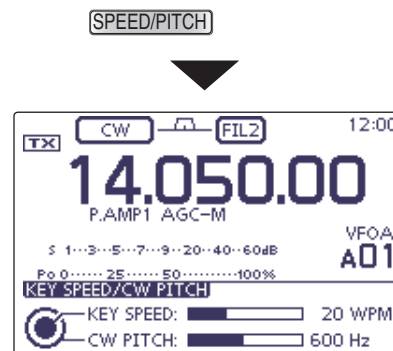 SPEED/PITCH
CW FIL2 12:00
TX
14.050.00
P.AMP1 AGC-M
VFOA
S 1···3···5···7···9··20··40··60dB
A01
Po 0······25······50··········100%
KEY SPEED/CW PITCH
KEY SPEED: 20 WPM
CW PITCH: 600 Hz